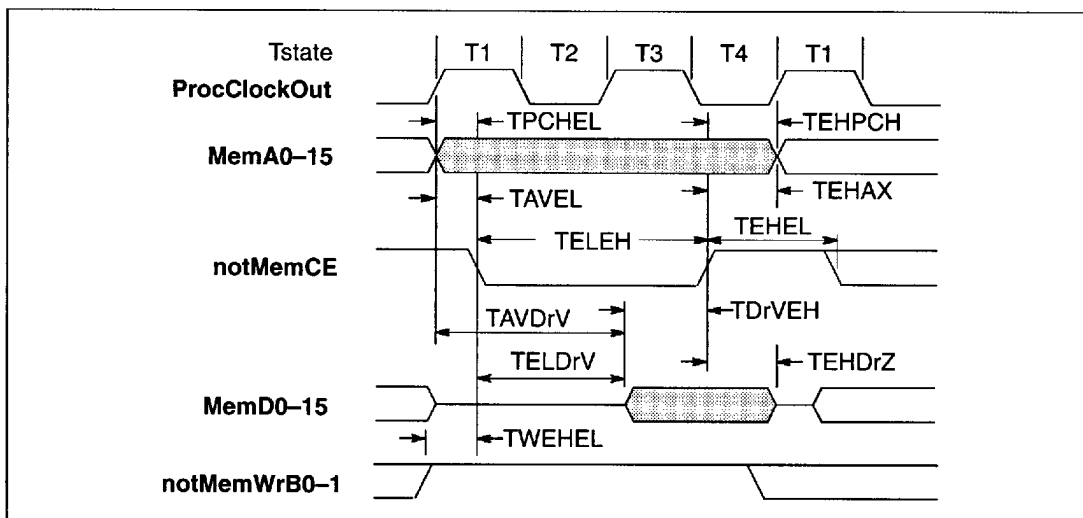 Tstate T1 T2 T3 T4 T1
ProcClockOut
TPCHEL TEHPCH
MemA0–15
TAVEL TEHAX
TELEH TEHEL
notMemCE
TAVDrV TDrVEH
TELDrV TEHDrZ
MemD0–15
TWEHEL
notMemWrB0–1